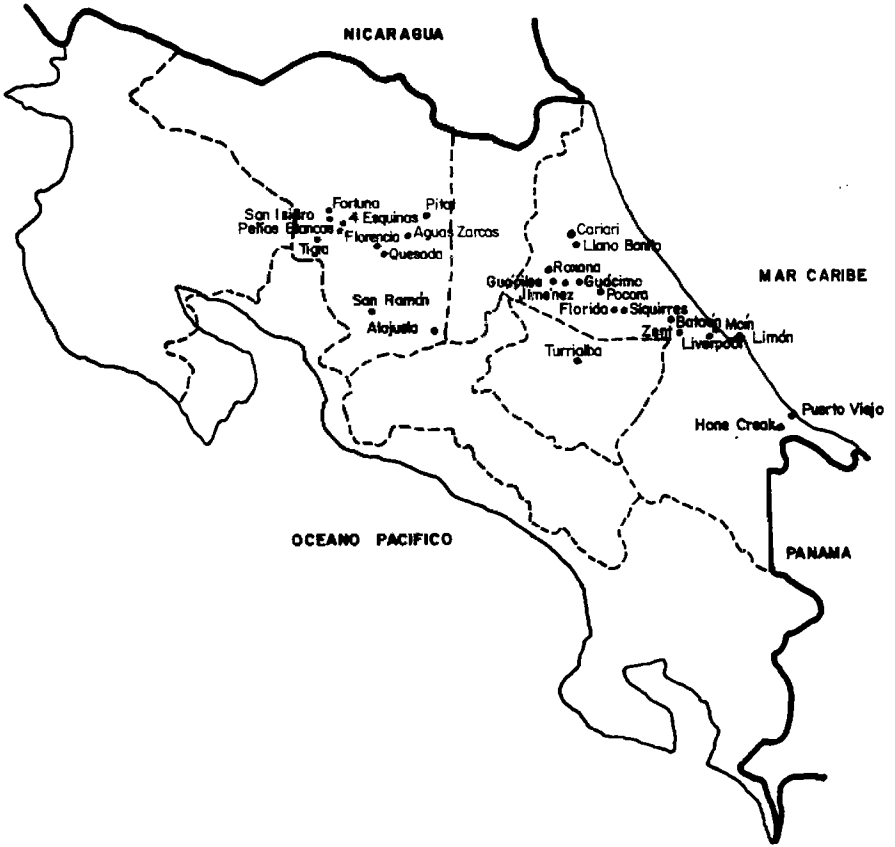 NICARAGUA
Fortuna
Pital
San Isidro
4 Esquinas
Peñas Blancas
Florencia
Aguas Zarcas
Tigra
Quesada
Cariari
Llano Bonito
MAR CARIBE
Roxana
Guápiles
Guácimo
Jiménez
Pocora
San Ramón
Florida
Siquirres
Alajuela
Bataán
Moín
Zent
Liverpool
Limón
Turrialba
Puerto Viejo
Hone Creak
OCEANO PACIFICO
PANAMA